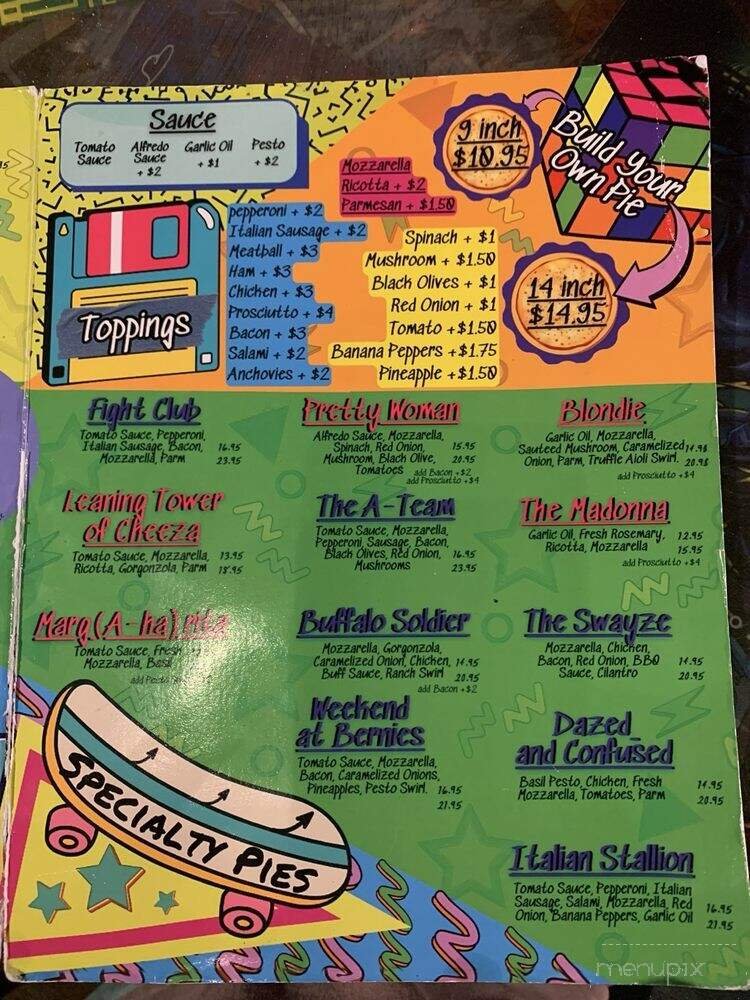 Sauce
Tomato Sauce
Alfredo Sauce + $2
Garlic Oil + $1
Pesto + $2
Mozzarella
Ricotta + $2
Parmesan + $1.50
9 inch
$10.95
Build Your
Own Pie
14 inch
$14.95
Toppings
pepperoni + $2
Italian Sausage + $2
Meatball + $3
Ham + $3
Chicken + $3
Prosciutto + $4
Bacon + $3
Salami + $2
Anchovies + $2
Spinach + $1
Mushroom + $1.50
Black Olives + $1
Red Onion + $1
Tomato + $1.50
Banana Peppers + $1.75
Pineapple + $1.50
Fight Club
Tomato Sauce, Pepperoni,
Italian Sausage, Bacon, 16.95
Mozzarella, Parm 23.95
Pretty Woman
Alfredo Sauce, Mozzarella,
Spinach, Red Onion, 15.95
Mushroom, Black Olive, 20.95
Tomatoes add Bacon +$2
add Prosciutto +$4
Blondie
Garlic Oil, Mozzarella,
Sauteed Mushroom, Caramelized 14.98
Onion, Parm, Truffle Aioli Swirl. 20.98
add Prosciutto +$4
Leaning Tower
of Cheeza
Tomato Sauce, Mozzarella, 13.95
Ricotta, Gorgonzola, Parm 18.95
The A-Team
Tomato Sauce, Mozzarella,
Pepperoni, Sausage, Bacon,
Black Olives, Red Onion, 16.95
Mushrooms 23.95
The Madonna
Garlic Oil, Fresh Rosemary, 12.95
Ricotta, Mozzarella 15.95
add Prosciutto +$4
Marg(A-ha)rita
Tomato Sauce, Fresh
Mozzarella, Basil
add Pesto
Buffalo Soldier
Mozzarella, Gorgonzola,
Caramelized Onion, Chicken, 14.95
Buff Sauce, Ranch Swirl 20.95
add Bacon +$2
The Swayze
Mozzarella, Chicken,
Bacon, Red Onion, BBQ 14.95
Sauce, Cilantro 20.95
Weekend
at Bernies
Tomato Sauce, Mozzarella,
Bacon, Caramelized Onions,
Pineapples, Pesto Swirl. 16.95
21.95
Dazed
and Confused
Basil Pesto, Chicken, Fresh 14.95
Mozzarella, Tomatoes, Parm 20.95
Italian Stallion
Tomato Sauce, Pepperoni, Italian
Sausage, Salami, Mozzarella, Red 16.95
Onion, Banana Peppers, Garlic Oil 21.95
SPECIALTY PIES
menupix